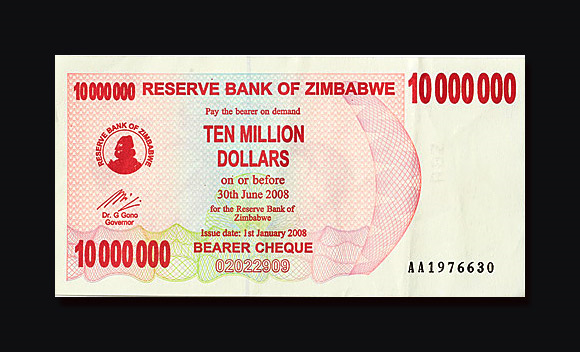 10 000 000 RESERVE BANK OF ZIMBABWE 10 000 000
Pay the bearer on demand
TEN MILLION
DOLLARS
on or before
30th June 2008
for the Reserve Bank of
Zimbabwe
RESERVE BANK OF ZIMBABWE
Dr. G Gono
Governor
Issue date: 1st January 2008
10 000 000 BEARER CHEQUE
02022909
AA1976630